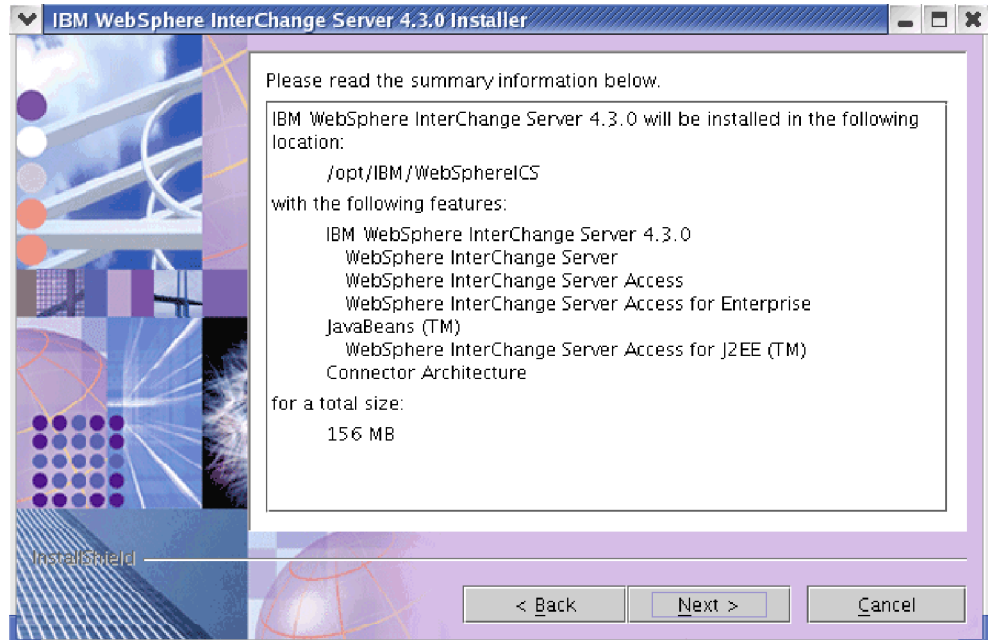 IBM WebSphere InterChange Server 4.3.0 Installer
Please read the summary information below.
IBM WebSphere InterChange Server 4.3.0 will be installed in the following
location:
/opt/IBM/WebSphereICS
with the following features:
IBM WebSphere InterChange Server 4.3.0
WebSphere InterChange Server
WebSphere InterChange Server Access
WebSphere InterChange Server Access for Enterprise
JavaBeans (TM)
WebSphere InterChange Server Access for J2EE (TM)
Connector Architecture
for a total size:
156 MB
InstallShield
< Back Next > Cancel